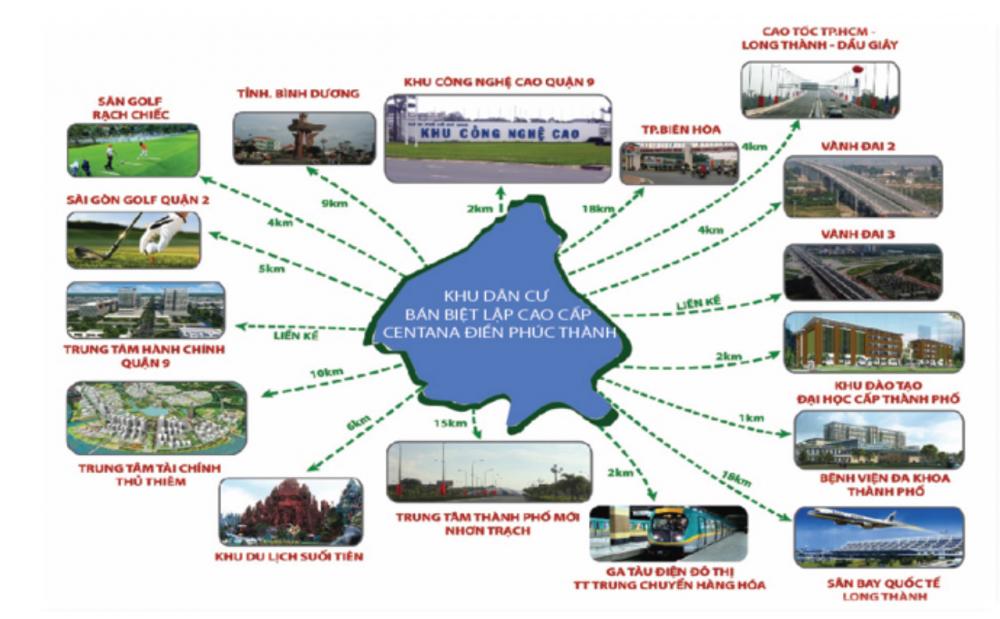 CAO TỐC TP.HCM -
LONG THÀNH - DẦU GIÂY
KHU CÔNG NGHỆ CAO QUẬN 9
TỈNH. BÌNH DƯƠNG
SÂN GOLF
RẠCH CHIẾC
KHU CÔNG NGHỆ CAO
TP.BIÊN HÒA
VÀNH ĐAI 2
4km
SÀI GÒN GOLF QUẬN 2
9km
2km
18km
4km
4km
VÀNH ĐAI 3
5km
KHU DÂN CƯ
BÁN BIỆT LẬP CAO CẤP
CENTANA ĐIỀN PHÚC THÀNH
LIỀN KỀ
LIỀN KỀ
TRUNG TÂM HÀNH CHÍNH
QUẬN 9
2km
10km
KHU ĐÀO TẠO
ĐẠI HỌC CẤP THÀNH PHỐ
6km
15km
1km
TRUNG TÂM TÀI CHÍNH
THỦ THIÊM
2km
18km
BỆNH VIỆN ĐA KHOA
THÀNH PHỐ
TRUNG TÂM THÀNH PHỐ MỚI
NHƠN TRẠCH
KHU DU LỊCH SUỐI TIÊN
GA TÀU ĐIỆN ĐÔ THỊ
TT TRUNG CHUYỂN HÀNG HÓA
SÂN BAY QUỐC TẾ
LONG THÀNH